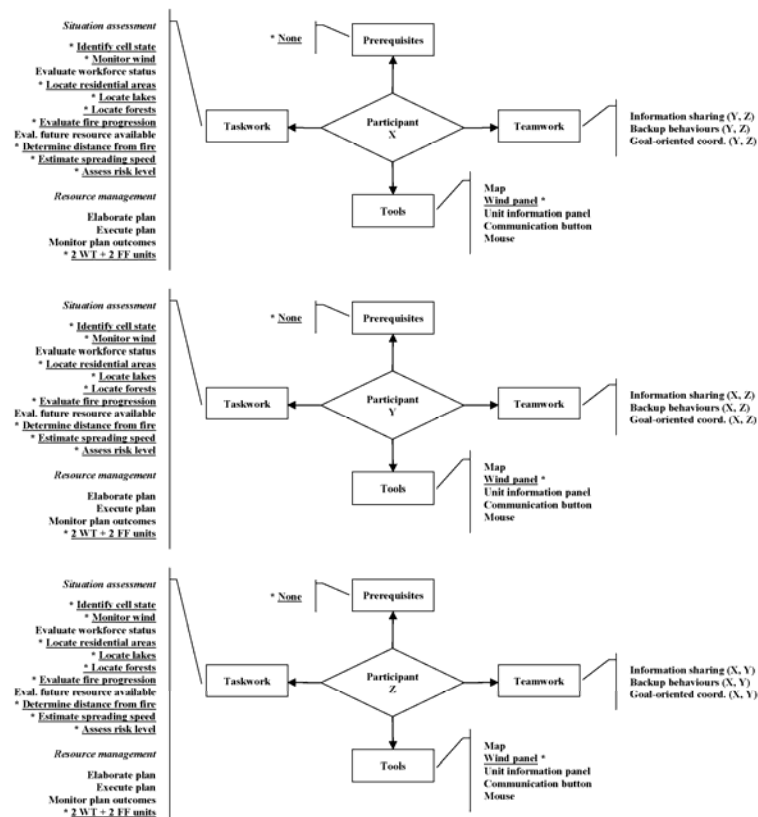 Situation assessment
* Identify cell state
* Monitor wind
Evaluate workforce status
* Locate residential areas
* Locate lakes
* Locate forests
* Evaluate fire progression
Eval. future resource available
* Determine distance from fire
* Estimate spreading speed
* Assess risk level
Resource management
Elaborate plan
Execute plan
Monitor plan outcomes
* 2 WT + 2 FF units
* None
Prerequisites
Taskwork
Participant
X
Teamwork
Information sharing (Y, Z)
Backup behaviours (Y, Z)
Goal-oriented coord. (Y, Z)
Tools
Map
Wind panel *
Unit information panel
Communication button
Mouse
Situation assessment
* Identify cell state
* Monitor wind
Evaluate workforce status
* Locate residential areas
* Locate lakes
* Locate forests
* Evaluate fire progression
Eval. future resource available
* Determine distance from fire
* Estimate spreading speed
* Assess risk level
Resource management
Elaborate plan
Execute plan
Monitor plan outcomes
* 2 WT + 2 FF units
* None
Prerequisites
Taskwork
Participant
Y
Teamwork
Information sharing (X, Z)
Backup behaviours (X, Z)
Goal-oriented coord. (X, Z)
Tools
Map
Wind panel *
Unit information panel
Communication button
Mouse
Situation assessment
* Identify cell state
* Monitor wind
Evaluate workforce status
* Locate residential areas
* Locate lakes
* Locate forests
* Evaluate fire progression
Eval. future resource available
* Determine distance from fire
* Estimate spreading speed
* Assess risk level
Resource management
Elaborate plan
Execute plan
Monitor plan outcomes
* 2 WT + 2 FF units
* None
Prerequisites
Taskwork
Participant
Z
Teamwork
Information sharing (X, Y)
Backup behaviours (X, Y)
Goal-oriented coord. (X, Y)
Tools
Map
Wind panel *
Unit information panel
Communication button
Mouse